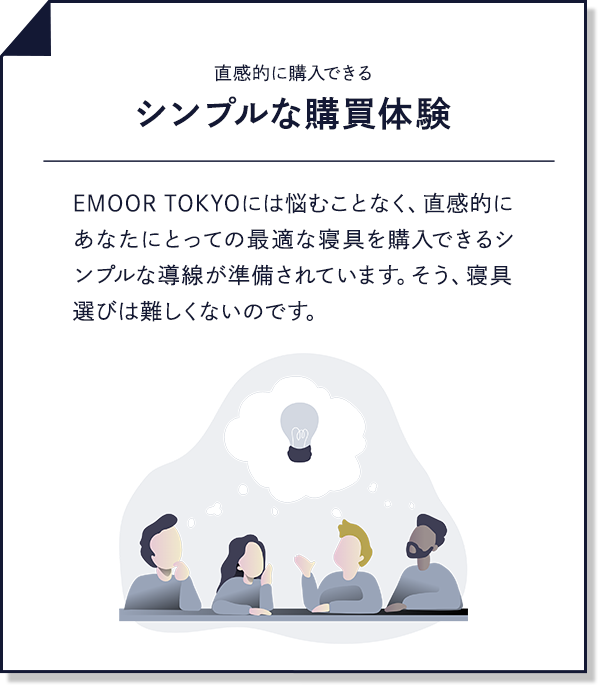 直感的に購入できる
シンプルな購買体験
EMOOR TOKYOには悩むことなく、直感的に
あなたにとっての最適な寝具を購入できるシ
ンプルな導線が準備されています。そう、寝具
選びは難しくないのです。